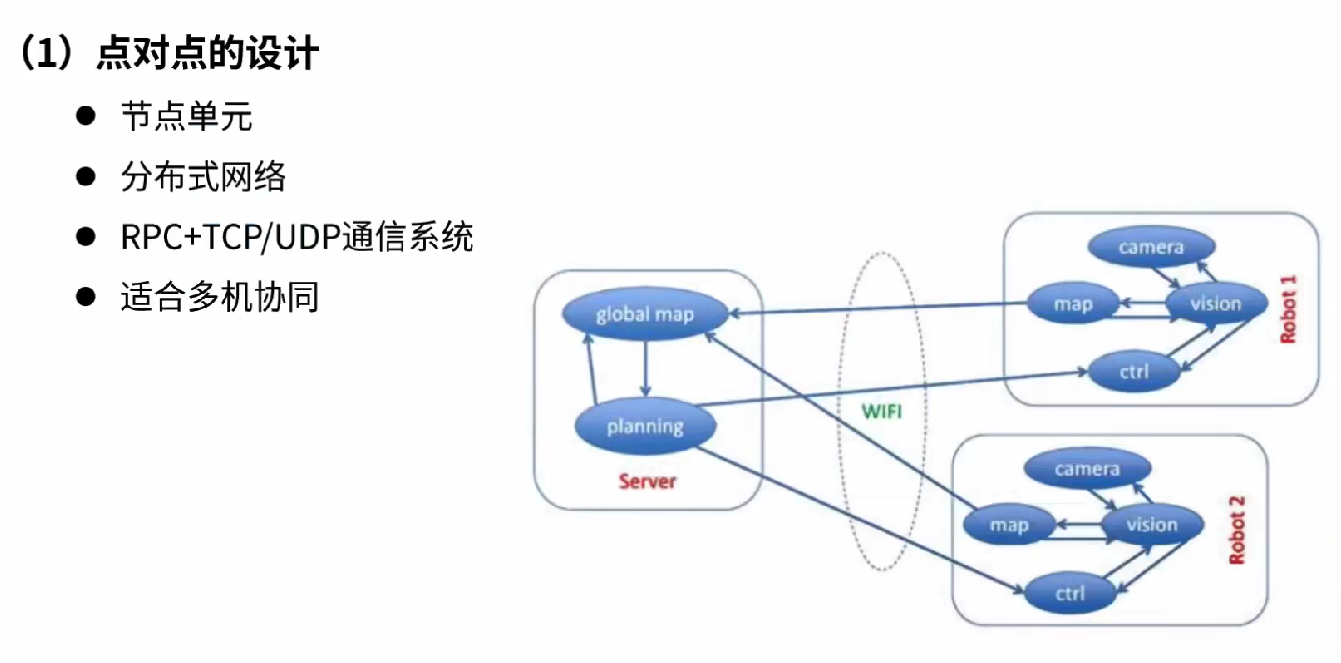 （1）点对点的设计
● 节点单元
● 分布式网络
● RPC+TCP/UDP通信系统
● 适合多机协同
global map
planning
Server
WIFI
camera
map
vision
ctrl
Robot 1
camera
map
vision
ctrl
Robot 2